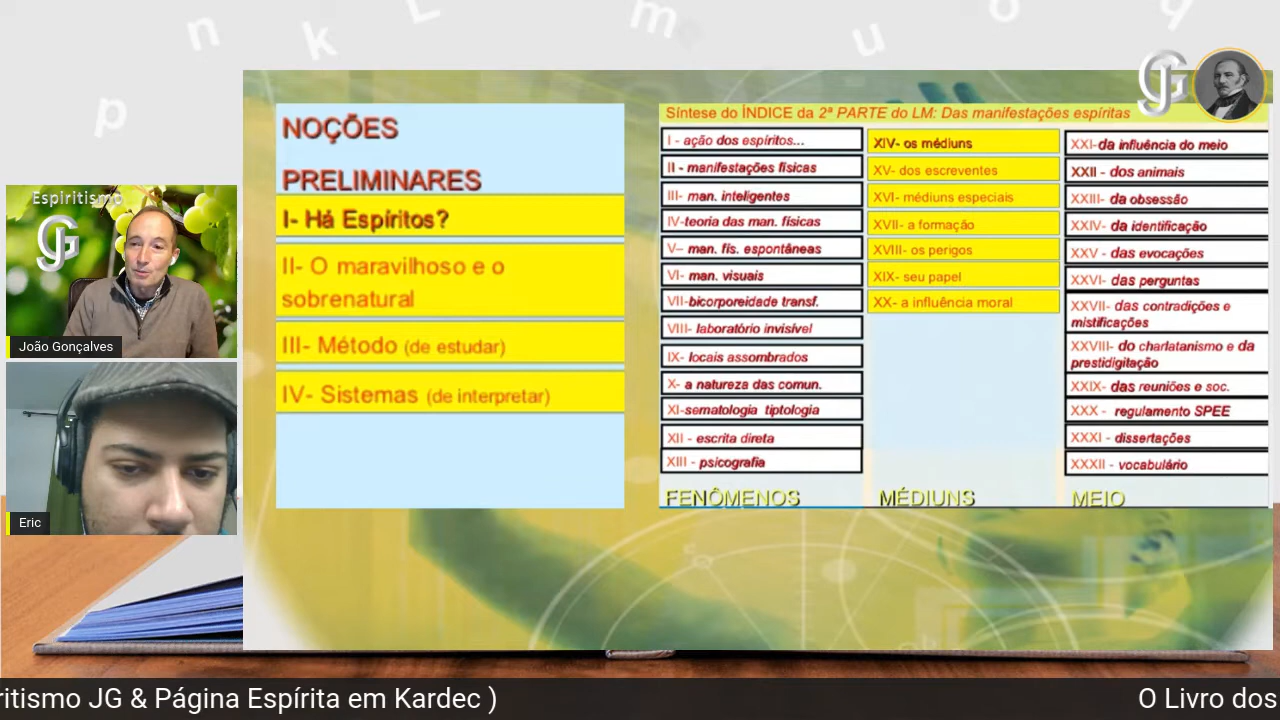 n k L m u o q p
JG
Espiritismo
JG
João Gonçalves
Eric
NOÇÕES
PRELIMINARES
I- Há Espíritos?
II- O maravilhoso e o
sobrenatural
III- Método (de estudar)
IV- Sistemas (de interpretar)
Síntese do ÍNDICE da 2ª PARTE do LM: Das manifestações espíritas
I - ação dos espíritos...
II - manifestações físicas
III- man. inteligentes
IV-teoria das man. físicas
V– man. fís. espontâneas
VI- man. visuais
VII-bicorporeidade transf.
VIII- laboratório invisível
IX- locais assombrados
X- a natureza das comun.
XI-sematologia tiptologia
XII - escrita direta
XIII - psicografia
FENÔMENOS
XIV- os médiuns
XV- dos escreventes
XVI- médiuns especiais
XVII- a formação
XVIII- os perigos
XIX- seu papel
XX- a influência moral
MÉDIUNS
XXI-da influência do meio
XXII - dos animais
XXIII- da obsessão
XXIV- da identificação
XXV - das evocações
XXVI- das perguntas
XXVII- das contradições e
mistificações
XXVIII- do charlatanismo e da
prestidigitação
XXIX- das reuniões e soc.
XXX - regulamento SPEE
XXXI - dissertações
XXXII - vocabulário
MEIO
ritismo JG & Página Espírita em Kardec ) O Livro dos